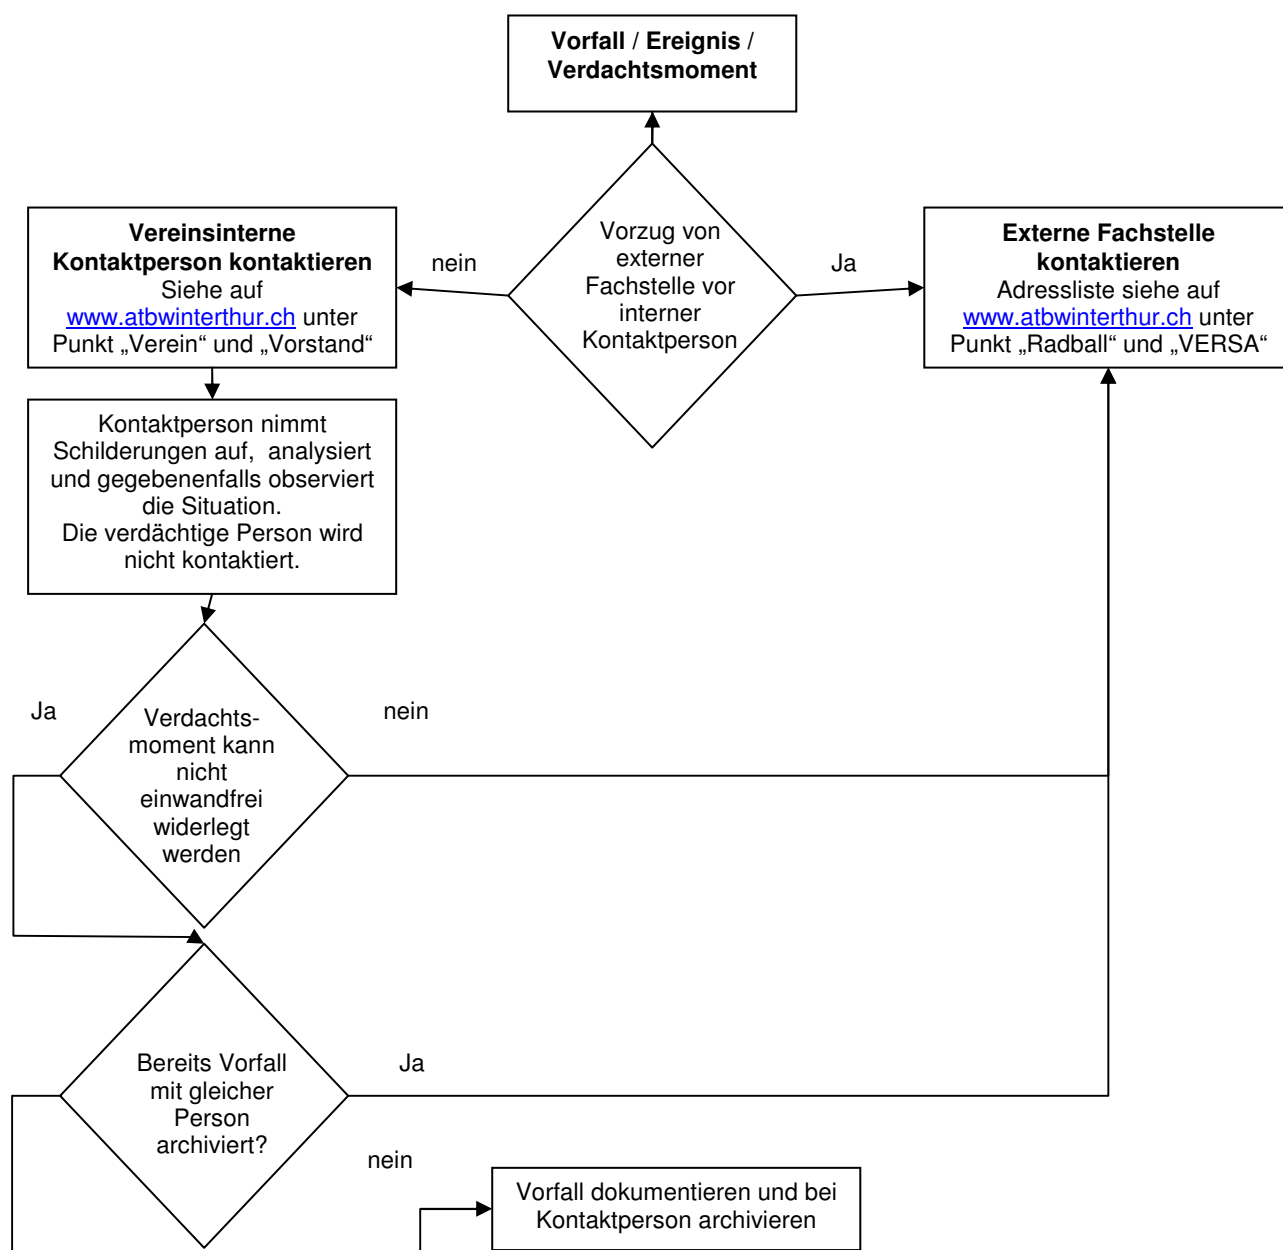 Vorfall / Ereignis /
Verdachtsmoment
Vereinsinterne
Kontaktperson kontaktieren
Siehe auf
www.atbwinterthur.ch unter
Punkt „Verein“ und „Vorstand“
nein
Vorzug von
externer
Fachstelle vor
interner
Kontaktperson
Ja
Externe Fachstelle
kontaktieren
Adressliste siehe auf
www.atbwinterthur.ch unter
Punkt „Radball“ und „VERSA“
Kontaktperson nimmt
Schilderungen auf,  analysiert
und gegebenenfalls observiert
die Situation.
Die verdächtige Person wird
nicht kontaktiert.
Ja
Verdachts-
moment kann
nicht
einwandfrei
widerlegt
werden
nein
Bereits Vorfall
mit gleicher
Person
archiviert?
Ja
nein
Vorfall dokumentieren und bei
Kontaktperson archivieren